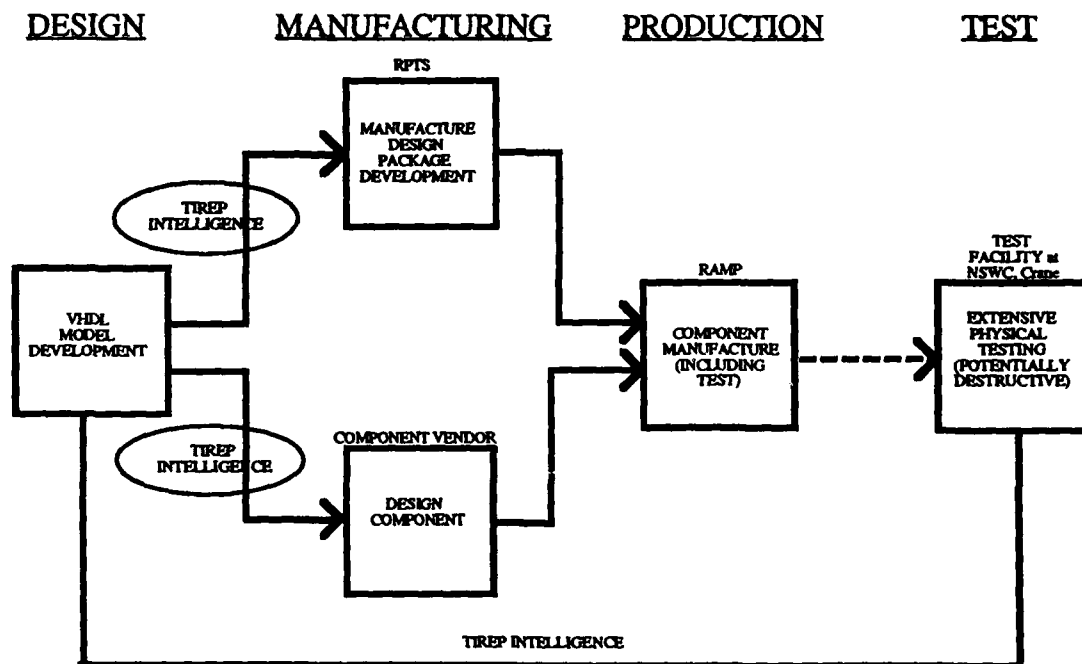 DESIGN MANUFACTURING PRODUCTION TEST
RPTS
MANUFACTURE
DESIGN
PACKAGE
DEVELOPMENT
TIREP
INTELLIGENCE
VHDL
MODEL
DEVELOPMENT
TIREP
INTELLIGENCE
COMPONENT VENDOR
DESIGN
COMPONENT
RAMP
COMPONENT
MANUFACTURE
(INCLUDING
TEST)
TEST
FACILITY at
NSWC, Crane
EXTENSIVE
PHYSICAL
TESTING
(POTENTIALLY
DESTRUCTIVE)
TIREP INTELLIGENCE